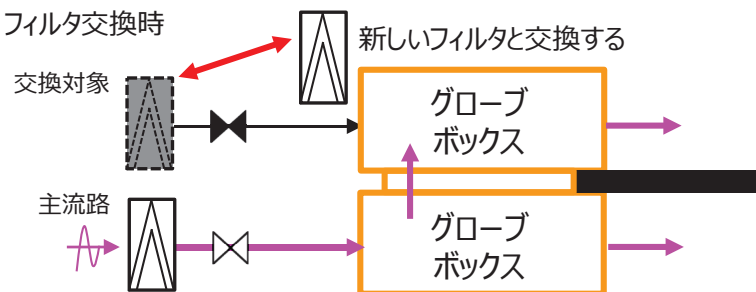 フィルタ交換時
新しいフィルタと交換する
交換対象
グローブ
ボックス
主流路
グローブ
ボックス